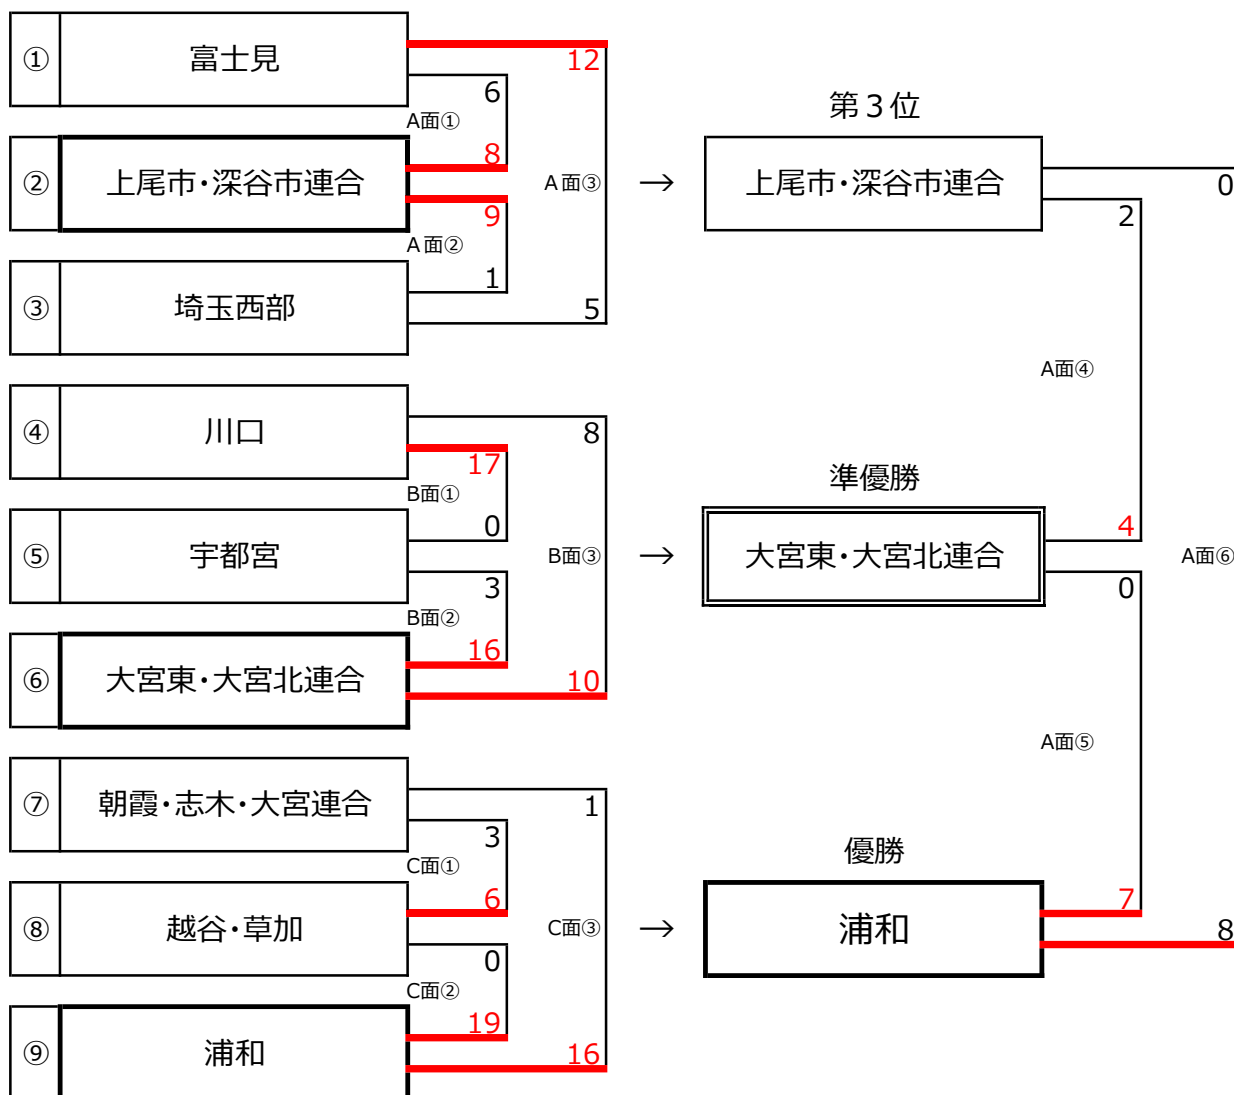 ① 富士見
12
6
A面①
第３位
8
② 上尾市・深谷市連合
A面③
→
上尾市・深谷市連合
0
9
2
A面②
1
③ 埼玉西部
5
A面④
④ 川口
8
17
B面①
準優勝
0
4
⑤ 宇都宮
B面③
→
大宮東・大宮北連合
A面⑥
3
0
B面②
16
⑥ 大宮東・大宮北連合
10
A面⑤
⑦ 朝霞・志木・大宮連合
1
3
C面①
優勝
6
7
⑧ 越谷・草加
C面③
→
浦和
8
0
C面②
19
⑨ 浦和
16